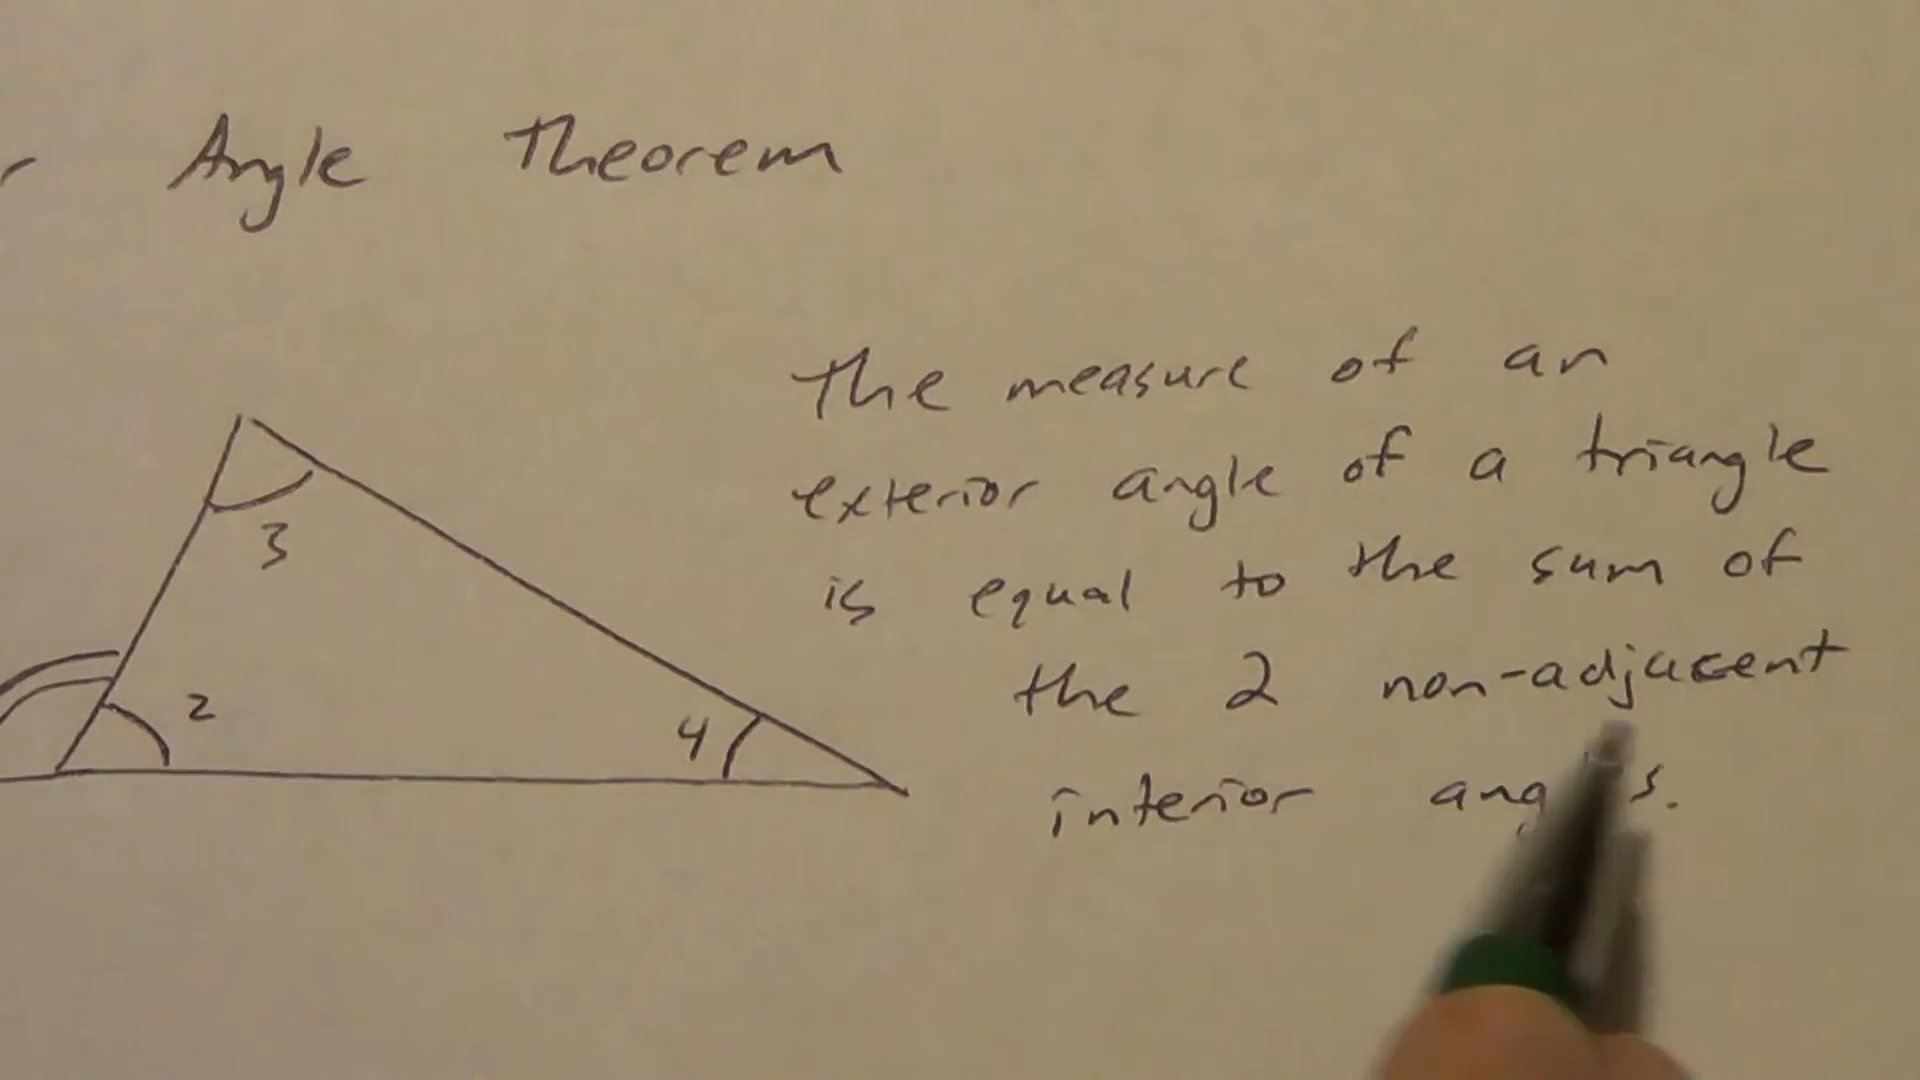 r Angle Theorem
The measure of an
exterior angle of a triangle
is equal to the sum of
the 2 non-adjacent
interior
3
2
4